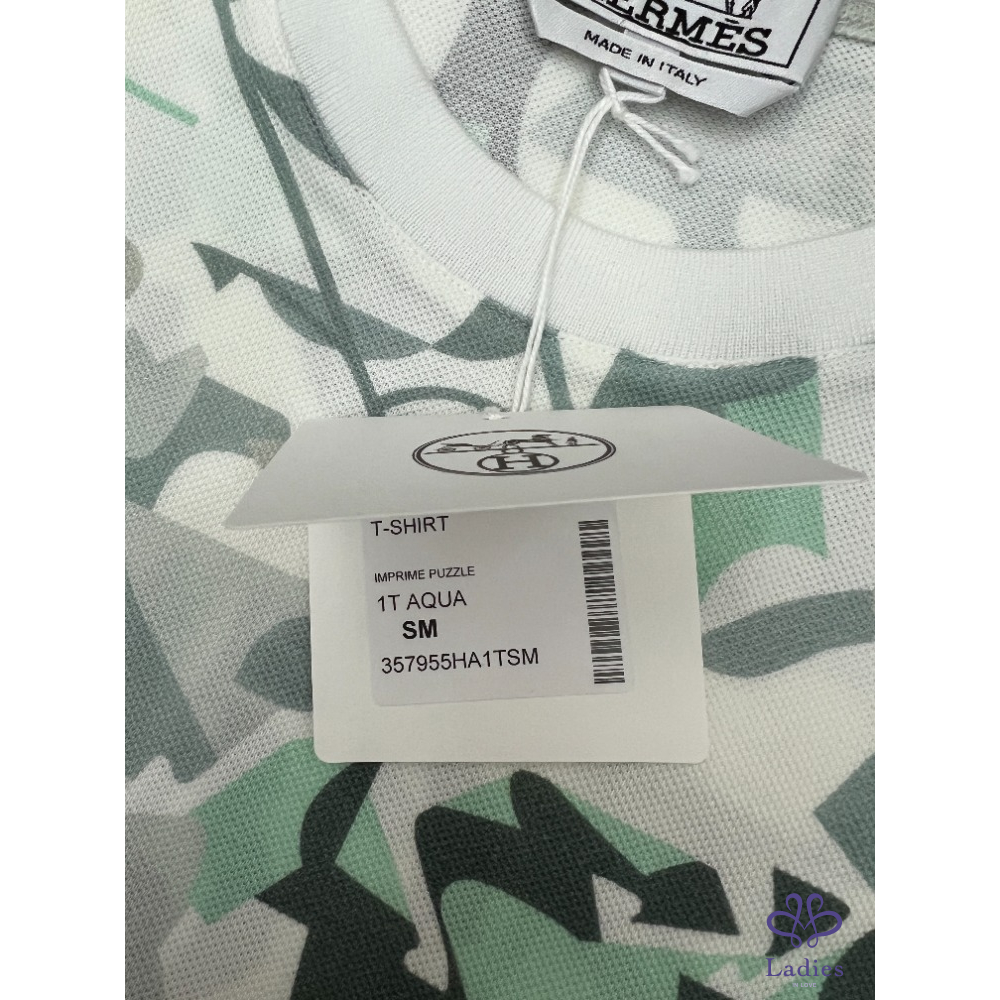 HERMÈS
MADE IN ITALY
H
T-SHIRT
IMPRIME PUZZLE
1T AQUA
SM
357955HA1TSM
Ladies